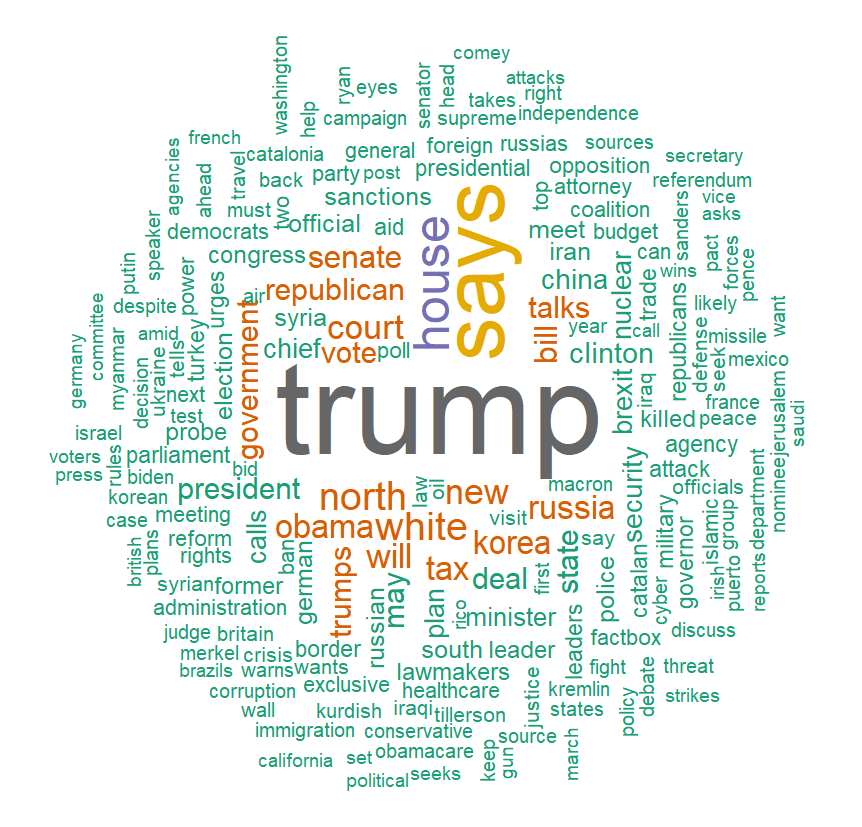 comey
washington
ryan
eyes
senator
head
attacks
takes
right
help
campaign
supreme
independence
french
agencies
ahead
travel
catalonia
general
foreign
russias
sources
secretary
back
party
post
presidential
opposition
attorney
referendum
must
two
sanctions
says
top
coalition
sanders
vice
asks
speaker
democrats
official
aid
house
meet
budget
putin
power
urges
congress
senate
iran
can
wins
pact
forces
pence
committee
despite
air
republican
china
nuclear
trade
republicans
likely
want
germany
myanmar
amid
ukraine
tells
turkey
election
government
syria
court
talks
year
call
defense
missile
decision
chief
vote
poll
bill
clinton
seek
mexico
next
test
trump
brexit
iraq
france
israel
probe
killed
peace
jerusalem
saudi
voters
rules
parliament
agency
press
biden
bid
attack
nominee
korean
president
north
law
oil
new
macron
security
officials
case
meeting
calls
obama
white
visit
russia
military
islamic
group
department
british
plans
reform
rights
ban
german
trumps
will
korea
say
catalan
cyber
governor
irish
puerto
reports
syrian
former
tax
deal
first
state
police
administration
russian
may
plan
rico
minister
judge
britain
leaders
factbox
discuss
merkel
crisis
border
south
leader
brazils
warns
wants
lawmakers
fight
debate
threat
corruption
exclusive
healthcare
justice
kremlin
strikes
wall
kurdish
iraqi
tillerson
states
policy
immigration
conservative
source
california
set
obamacare
keep
gun
march
political
seeks